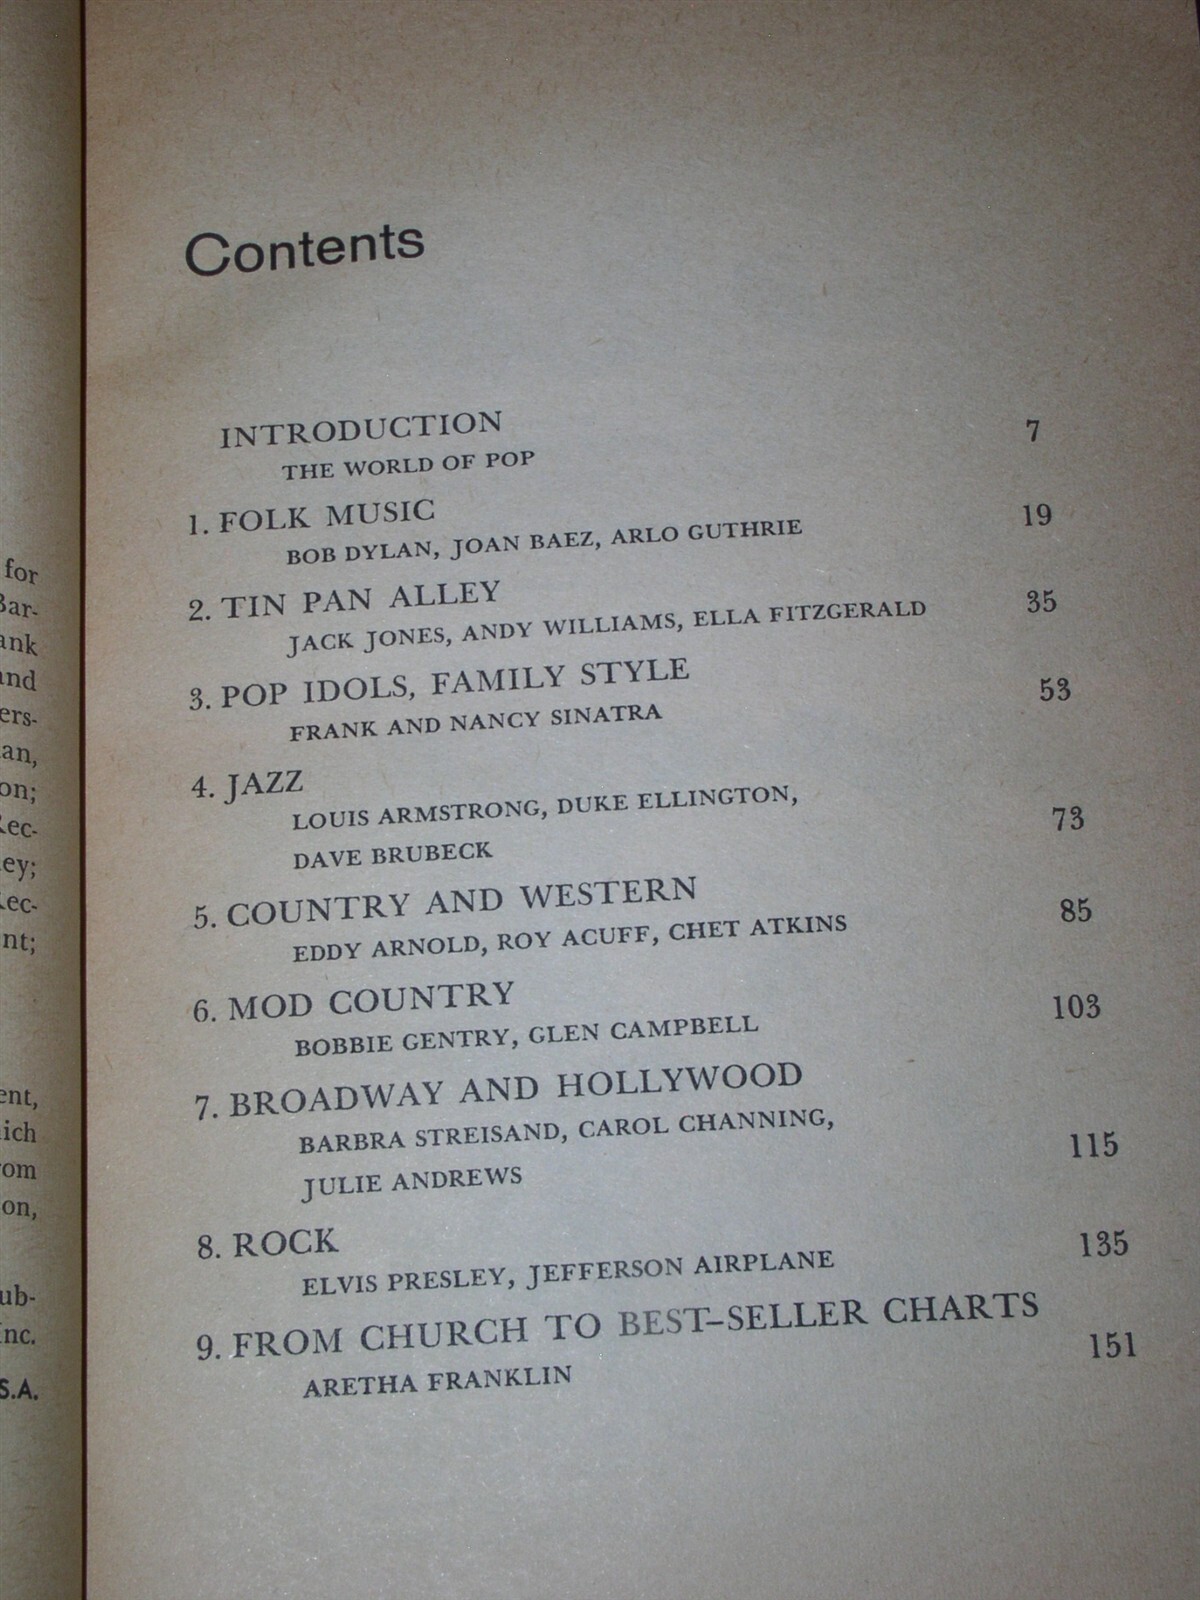 Contents
INTRODUCTION 7
THE WORLD OF POP
1. FOLK MUSIC 19
BOB DYLAN, JOAN BAEZ, ARLO GUTHRIE
2. TIN PAN ALLEY 35
JACK JONES, ANDY WILLIAMS, ELLA FITZGERALD
3. POP IDOLS, FAMILY STYLE 53
FRANK AND NANCY SINATRA
4. JAZZ
LOUIS ARMSTRONG, DUKE ELLINGTON,
DAVE BRUBECK 73
5. COUNTRY AND WESTERN 85
EDDY ARNOLD, ROY ACUFF, CHET ATKINS
6. MOD COUNTRY 103
BOBBIE GENTRY, GLEN CAMPBELL
7. BROADWAY AND HOLLYWOOD
BARBRA STREISAND, CAROL CHANNING,
JULIE ANDREWS 115
8. ROCK 135
ELVIS PRESLEY, JEFFERSON AIRPLANE
9. FROM CHURCH TO BEST-SELLER CHARTS 151
ARETHA FRANKLIN
for
and
S.A.